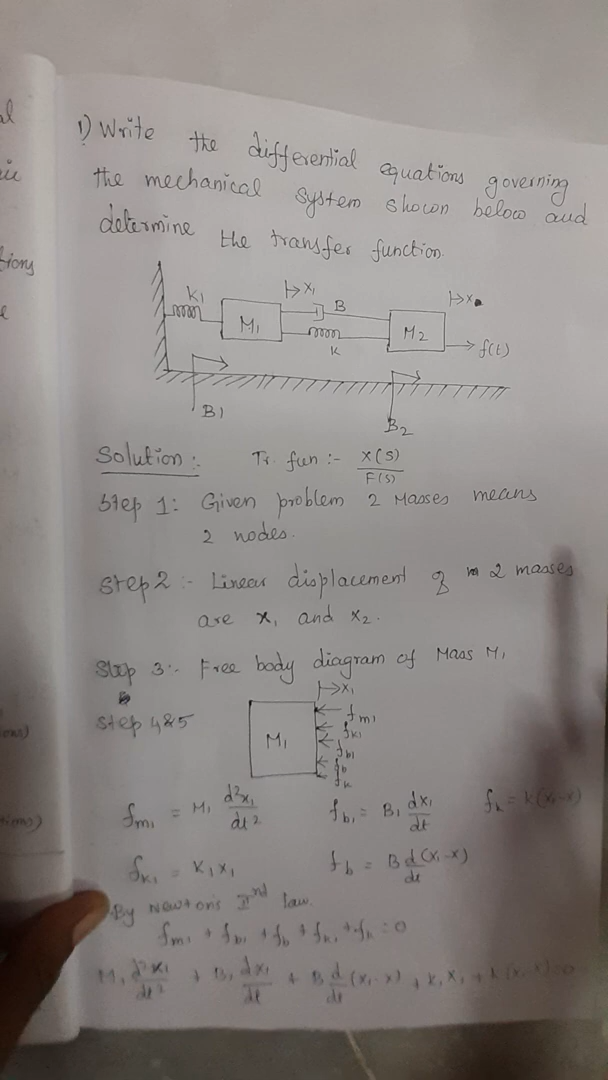 1) Write the differential equations governing
the mechanical system shown below and
determine the transfer function.
K1 M1 →x1 B K M2 →x f(t)
B1 B2
Solution :- Tr. fun :- X(S)/F(S)
Step 1: Given problem 2 Masses means
2 nodes.
Step 2 :- Linear displacement of m 2 masses
are x1 and x2.
Step 3:- Free body diagram of Mass M1
→x1
Step 4&5 M1 fm1 fk1 fb1 fb fk
fm1 = M1 d²x1/dt² fb1 = B1 dx1/dt fk = K(x1-x)
fk1 = K1x1 fb = B d/dt (x1-x)
By Newton's IInd law.
fm1 + fb1 + fb + fk1 + fk = 0
M1 d²x1/dt² + B1 dx1/dt + B d/dt (x1-x) + K1x1 + K(x1-x)=0